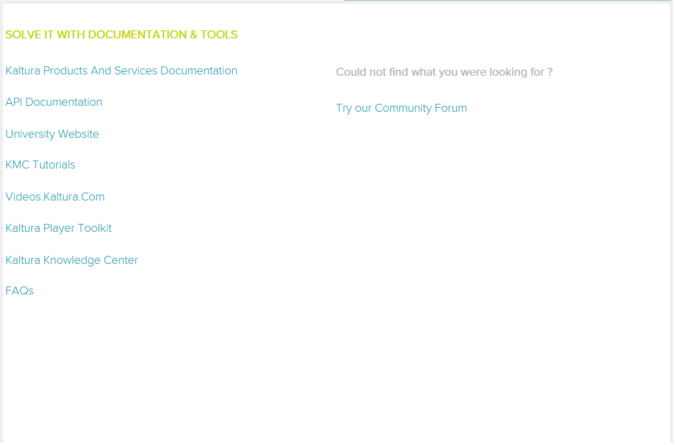 SOLVE IT WITH DOCUMENTATION & TOOLS
Kaltura Products And Services Documentation
API Documentation
University Website
KMC Tutorials
Videos.Kaltura.Com
Kaltura Player Toolkit
Kaltura Knowledge Center
FAQs
Could not find what you were looking for ?
Try our Community Forum